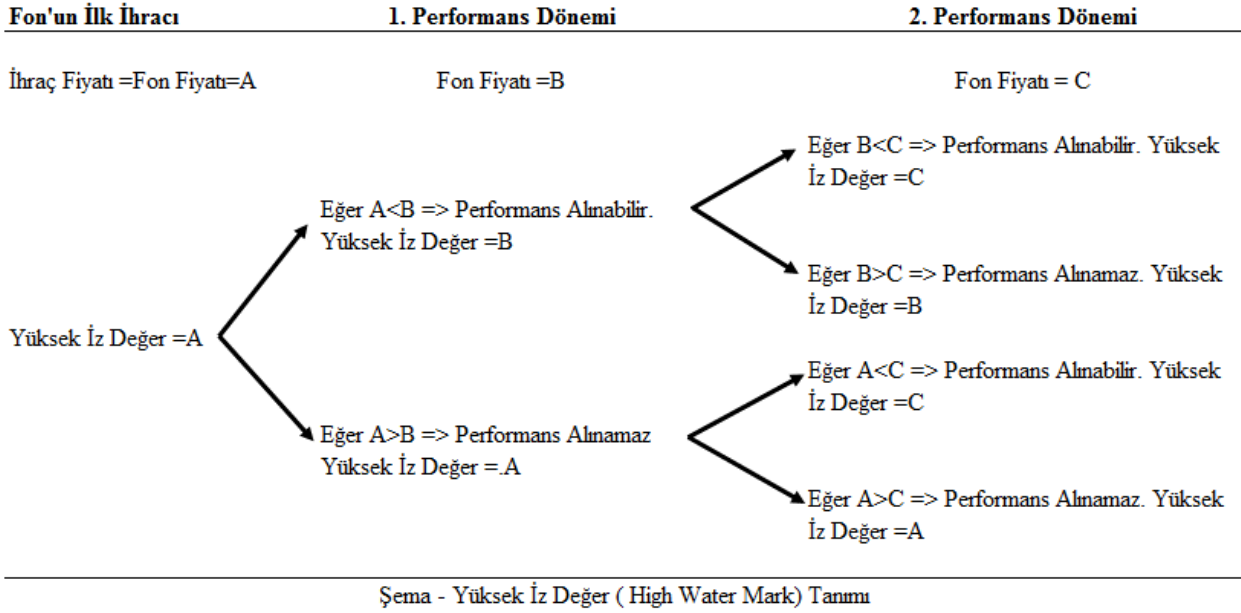 Fon'un İlk İhracı 1. Performans Dönemi 2. Performans Dönemi
İhraç Fiyatı =Fon Fiyatı=A Fon Fiyatı =B Fon Fiyatı = C
Eğer B<C => Performans Alınabilir. Yüksek
İz Değer =C
Eğer A<B => Performans Alınabilir.
Yüksek İz Değer =B
Eğer B>C => Performans Alınamaz. Yüksek
İz Değer =B
Yüksek İz Değer =A
Eğer A<C => Performans Alınabilir. Yüksek
İz Değer =C
Eğer A>B => Performans Alınamaz
Yüksek İz Değer =.A
Eğer A>C => Performans Alınamaz. Yüksek
İz Değer =A
Şema - Yüksek İz Değer ( High Water Mark) Tanımı